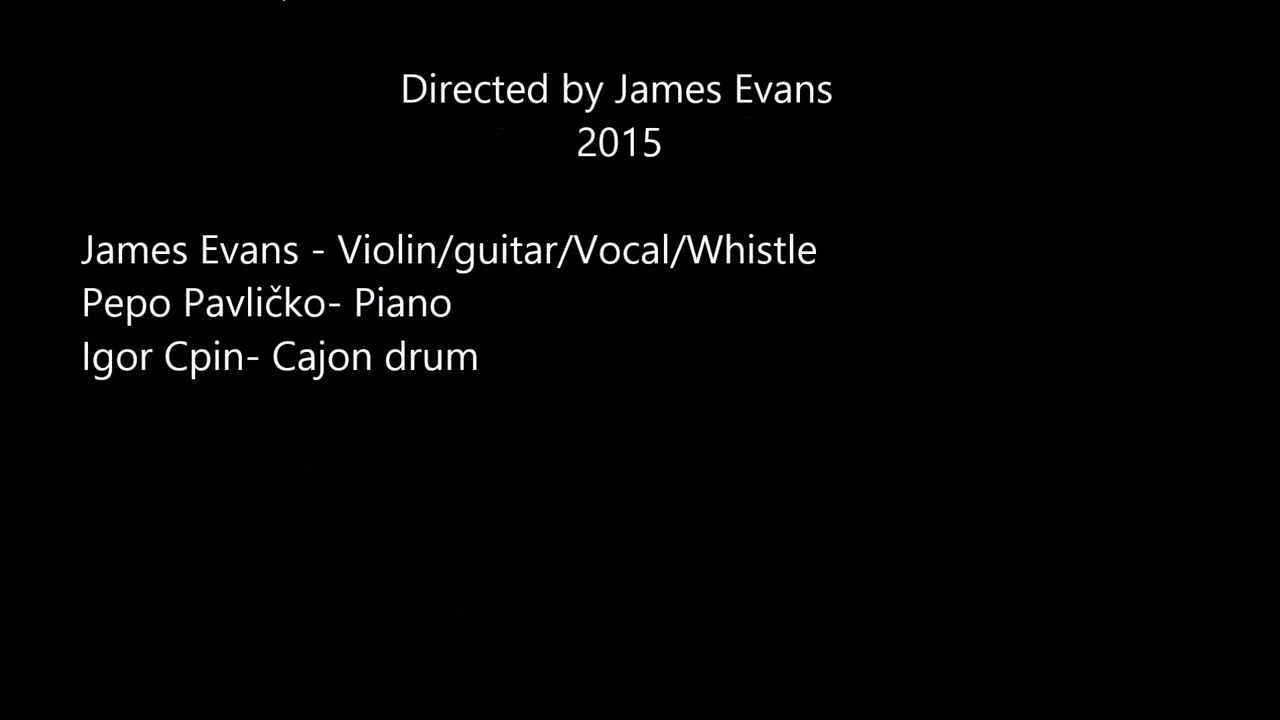 Directed by James Evans
2015
James Evans - Violin/guitar/Vocal/Whistle
Pepo Pavličko- Piano
Igor Cpin- Cajon drum